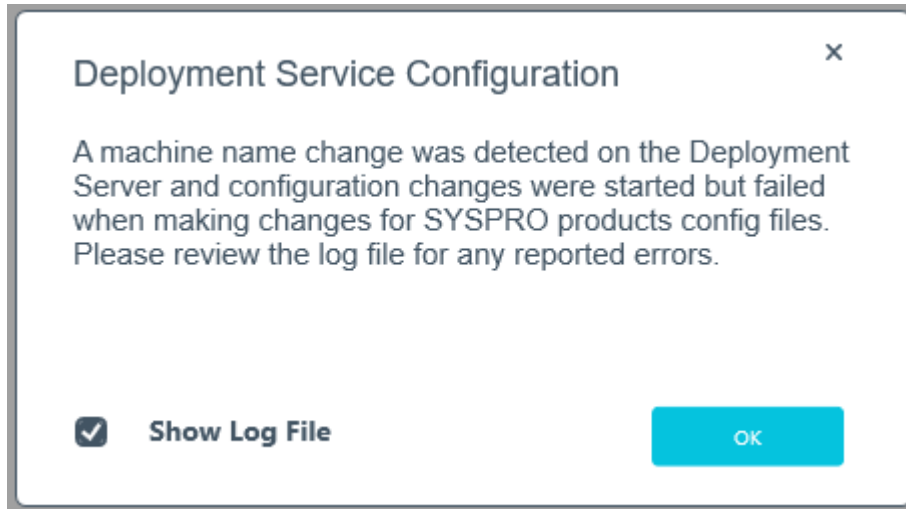 Deployment Service Configuration
A machine name change was detected on the Deployment
Server and configuration changes were started but failed
when making changes for SYSPRO products config files.
Please review the log file for any reported errors.
Show Log File
OK